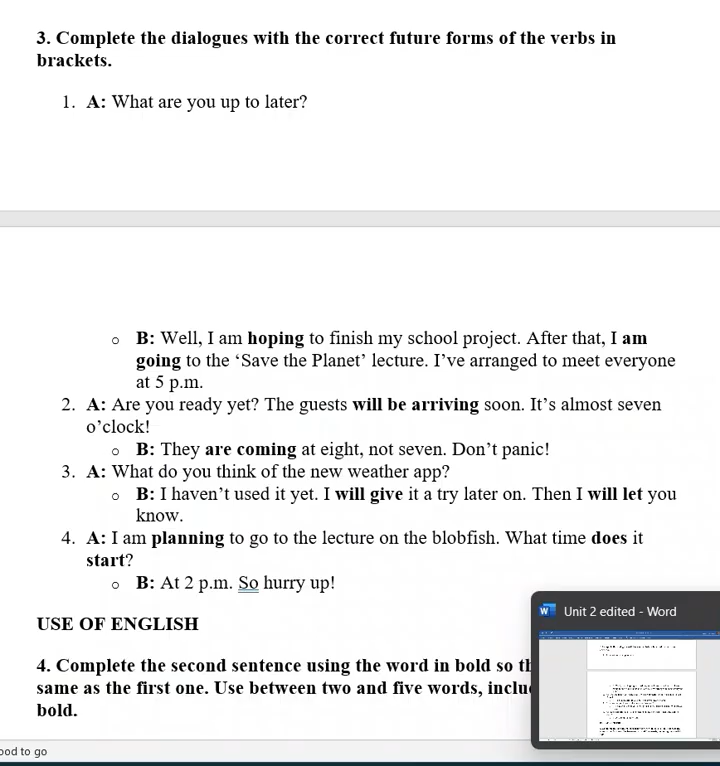 3. Complete the dialogues with the correct future forms of the verbs in
brackets.
1. A: What are you up to later?
o B: Well, I am hoping to finish my school project. After that, I am
going to the ‘Save the Planet’ lecture. I’ve arranged to meet everyone
at 5 p.m.
2. A: Are you ready yet? The guests will be arriving soon. It’s almost seven
o’clock!
o B: They are coming at eight, not seven. Don’t panic!
3. A: What do you think of the new weather app?
o B: I haven’t used it yet. I will give it a try later on. Then I will let you
know.
4. A: I am planning to go to the lecture on the blobfish. What time does it
start?
o B: At 2 p.m. So hurry up!
USE OF ENGLISH
4. Complete the second sentence using the word in bold so
same as the first one. Use between two and five words,
bold.
Unit 2 edited - Word
to go